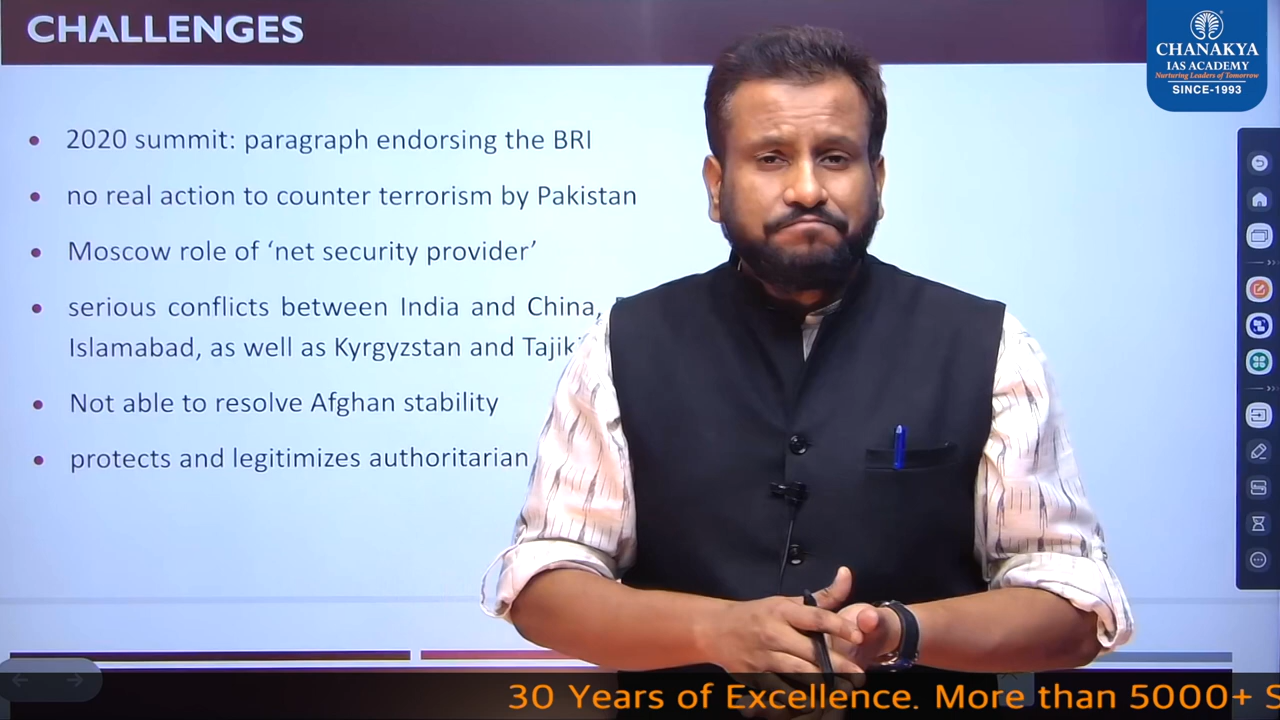 CHALLENGES
CHANAKYA
IAS ACADEMY
Nurturing Leaders of Tomorrow
SINCE-1993
• 2020 summit: paragraph endorsing the BRI
• no real action to counter terrorism by Pakistan
• Moscow role of ‘net security provider’
• serious conflicts between India and China,
Islamabad, as well as Kyrgyzstan and
• Not able to resolve Afghan stability
• protects and legitimizes authoritarian
30 Years of Excellence. More than 5000+